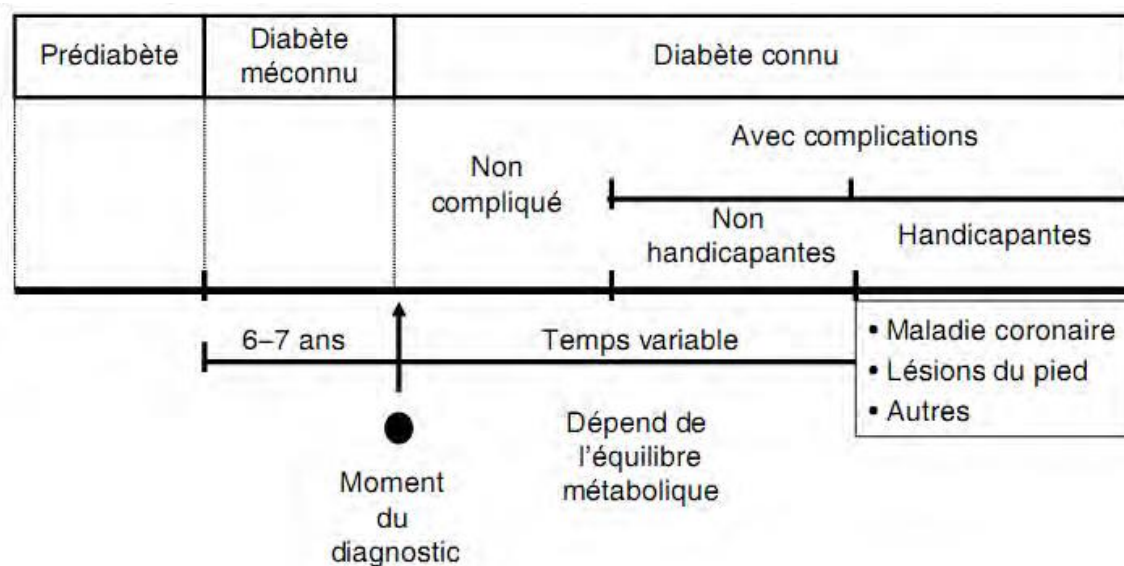 Prédiabète
Diabète
méconnu
Diabète connu
Avec complications
Non
compliqué
Non
handicapantes
Handicapantes
6–7 ans
Temps variable
• Maladie coronaire
• Lésions du pied
• Autres
Dépend de
l'équilibre
métabolique
Moment
du
diagnostic